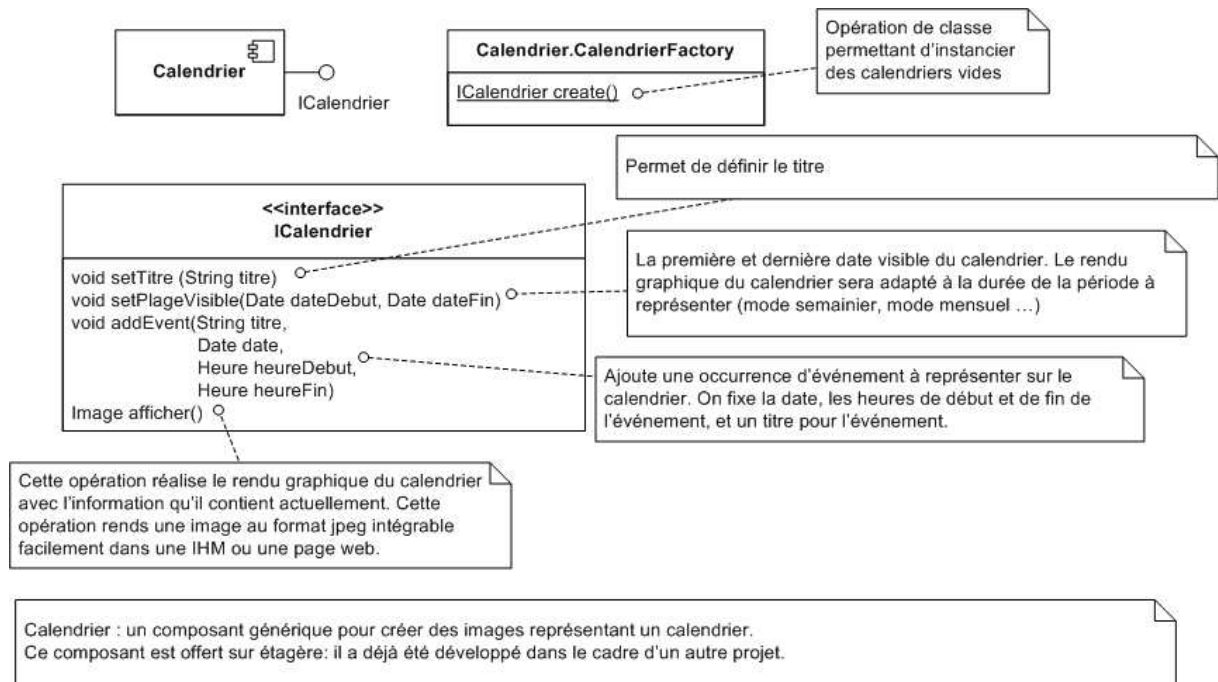 Calendrier
ICalendrier
Calendrier.CalendrierFactory
ICalendrier create()
Opération de classe
permettant d'instancier
des calendriers vides
Permet de définir le titre
<<interface>>
ICalendrier
void setTitre (String titre)
void setPlageVisible(Date dateDebut, Date dateFin)
void addEvent(String titre,
Date date,
Heure heureDebut,
Heure heureFin)
Image afficher()
La première et dernière date visible du calendrier. Le rendu
graphique du calendrier sera adapté à la durée de la période à
représenter (mode semainier, mode mensuel …)
Ajoute une occurrence d'événement à représenter sur le
calendrier. On fixe la date, les heures de début et de fin de
l'événement, et un titre pour l'événement.
Cette opération réalise le rendu graphique du calendrier
avec l'information qu'il contient actuellement. Cette
opération rends une image au format jpeg intégrable
facilement dans une IHM ou une page web.
Calendrier : un composant générique pour créer des images représentant un calendrier.
Ce composant est offert sur étagère: il a déjà été développé dans le cadre d'un autre projet.